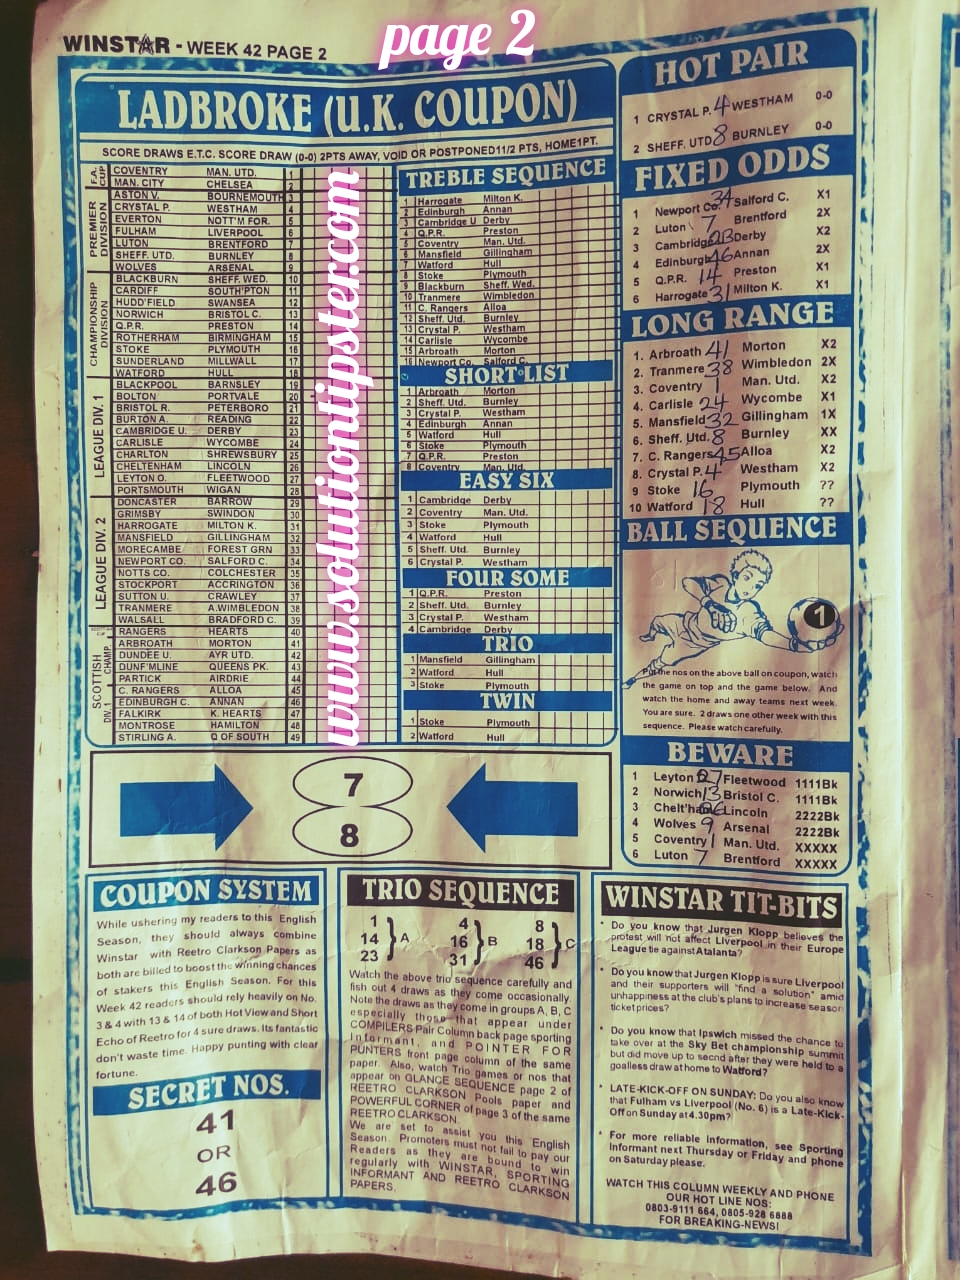 page 2
WINSTAR - WEEK 42 PAGE 2
LADBROKE (U.K. COUPON)
SCORE DRAWS E.T.C. SCORE DRAW (0-0) 2PTS AWAY, VOID OR POSTPONED11/2 PTS, HOME1PT.
F.A. CUP
COVENTRY MAN. UTD. 1
MAN. CITY CHELSEA 2
PREMIER DIVISION
ASTON V. BOURNEMOUTH 3
CRYSTAL P. WESTHAM 4
EVERTON NOTT'M FOR. 5
FULHAM LIVERPOOL 6
LUTON BRENTFORD 7
SHEFF. UTD. BURNLEY 8
WOLVES ARSENAL 9
CHAMPIONSHIP DIVISION
BLACKBURN SHEFF. WED. 10
CARDIFF SOUTH'PTON 11
HUDD'FIELD SWANSEA 12
NORWICH BRISTOL C. 13
Q.P.R. PRESTON 14
ROTHERHAM BIRMINGHAM 15
STOKE PLYMOUTH 16
SUNDERLAND MILLWALL 17
WATFORD HULL 18
LEAGUE DIV. 1
BLACKPOOL BARNSLEY 19
BOLTON PORTVALE 20
BRISTOL R. PETERBORO 21
BURTON A. READING 22
CAMBRIDGE U. DERBY 23
CARLISLE WYCOMBE 24
CHARLTON SHREWSBURY 25
CHELTENHAM LINCOLN 26
LEYTON O. FLEETWOOD 27
PORTSMOUTH WIGAN 28
LEAGUE DIV. 2
DONCASTER BARROW 29
GRIMSBY SWINDON 30
HARROGATE MILTON K. 31
MANSFIELD GILLINGHAM 32
MORECAMBE FOREST GRN 33
NEWPORT CO. SALFORD C. 34
NOTTS CO. COLCHESTER 35
STOCKPORT ACCRINGTON 36
SUTTON U. CRAWLEY 37
TRANMERE A.WIMBLEDON 38
WALSALL BRADFORD C. 39
RANGERS HEARTS 40
SCOTTISH CHAMP.
ARBROATH MORTON 41
DUNDEE U. AYR UTD. 42
DUNF'MLINE QUEENS PK. 43
PARTICK AIRDRIE 44
DIV. 1
C. RANGERS ALLOA 45
EDINBURGH C. ANNAN 46
FALKIRK K. HEARTS 47
MONTROSE HAMILTON 48
STIRLING A. Q OF SOUTH 49
www.solutiontipster.com
TREBLE SEQUENCE
1 Harrogate Milton K.
2 Edinburgh Annan
3 Cambridge U Derby
4 Q.P.R. Preston
5 Coventry Man. Utd.
6 Mansfield Gillingham
7 Watford Hull
8 Stoke Plymouth
9 Blackburn Sheff. Wed.
10 Tranmere Wimbledon
11 C. Rangers Alloa
12 Sheff. Utd. Burnley
13 Crystal P. Westham
14 Carlisle Wycombe
15 Arbroath Morton
16 Newport Co. Salford C.
SHORT LIST
1 Arbroath Morton
2 Sheff. Utd. Burnley
3 Crystal P. Westham
4 Edinburgh Annan
5 Watford Hull
6 Stoke Plymouth
7 Q.P.R. Preston
8 Coventry Man. Utd.
EASY SIX
1 Cambridge Derby
2 Coventry Man. Utd.
3 Stoke Plymouth
4 Watford Hull
5 Sheff. Utd. Burnley
6 Crystal P. Westham
FOUR SOME
1 Q.P.R. Preston
2 Sheff. Utd. Burnley
3 Crystal P. Westham
4 Cambridge Derby
TRIO
1 Mansfield Gillingham
2 Watford Hull
3 Stoke Plymouth
TWIN
1 Stoke Plymouth
2 Watford Hull
HOT PAIR
1 CRYSTAL P. 4 WESTHAM 0-0
2 SHEFF. UTD 8 BURNLEY 0-0
FIXED ODDS
1 Newport Co. 34 Salford C. X1
2 Luton 7 Brentford 2X
3 Cambridge 23 Derby X2
4 Edinburgh 46 Annan 2X
5 Q.P.R. 14 Preston X1
6 Harrogate 31 Milton K. X1
LONG RANGE
1. Arbroath 41 Morton X2
2. Tranmere 38 Wimbledon 2X
3. Coventry 1 Man. Utd. X2
4. Carlisle 24 Wycombe X1
5. Mansfield 32 Gillingham 1X
6. Sheff. Utd. 8 Burnley XX
7. C. Rangers 45 Alloa X2
8. Crystal P. 4 Westham X2
9 Stoke 16 Plymouth ??
10 Watford 18 Hull ??
BALL SEQUENCE
1
Put the nos on the above ball on coupon, watch
the game on top and the game below. And
watch the home and away teams next week.
You are sure. 2 draws one other week with this
sequence. Please watch carefully.
BEWARE
1 Leyton 27 Fleetwood 1111Bk
2 Norwich 13 Bristol C. 1111Bk
3 Chelt'ham 26 Lincoln 2222Bk
4 Wolves 9 Arsenal 2222Bk
5 Coventry 1 Man. Utd. XXXXX
6 Luton 7 Brentford XXXXX
7
8
COUPON SYSTEM
While ushering my readers to this English
Season, they should always combine
Winstar with Reetro Clarkson Papers as
both are billed to boost the winning chances
of stakers this English Season. For this
Week 42 readers should rely heavily on No.
3 & 4 with 13 & 14 of both Hot View and Short
Echo of Reetro for 4 sure draws. Its fantastic
don't waste time. Happy punting with clear
fortune.
SECRET NOS.
41
OR
46
TRIO SEQUENCE
1 4 8
14 A 16 B 18 C
23 31 46
Watch the above trio sequence carefully and
fish out 4 draws as they come occasionally.
Note the draws as they come in groups A, B, C
especially those that appear under
COMPILERS Pair Column back page sporting
Informant, and POINTER FOR
PUNTERS front page column of the same
paper. Also, watch Trio games or nos that
appear on GLANCE SEQUENCE page 2 of
REETRO CLARKSON Pools paper and
POWERFUL CORNER of page 3 of the same
REETRO CLARKSON.
We are set to assist you this English
Season. Promoters must not fail to pay our
Readers as they are bound to win
regularly with WINSTAR, SPORTING
INFORMANT AND REETRO CLARKSON
PAPERS.
WINSTAR TIT-BITS
* Do you know that Jurgen Klopp believes the
protest will not affect Liverpool in their Europe
League tie against Atalanta?
* Do you know that Jurgen Klopp is sure Liverpool
and their supporters will "find a solution" amid
unhappiness at the club's plans to increase season
ticket prices?
* Do you know that Ipswich missed the chance to
take over at the Sky Bet championship summit
but did move up to secnd after they were held to a
goalless draw at home to Watford?
* LATE-KICK-OFF ON SUNDAY: Do you also know
that Fulham vs Liverpool (No. 6) is a Late-Kick-
Off on Sunday at 4.30pm?
* For more reliable information, see Sporting
Informant next Thursday or Friday and phone
on Saturday please.
WATCH THIS COLUMN WEEKLY AND PHONE
OUR HOT LINE NOS:
0803-9111 664, 0805-928 6888
FOR BREAKING-NEWS!